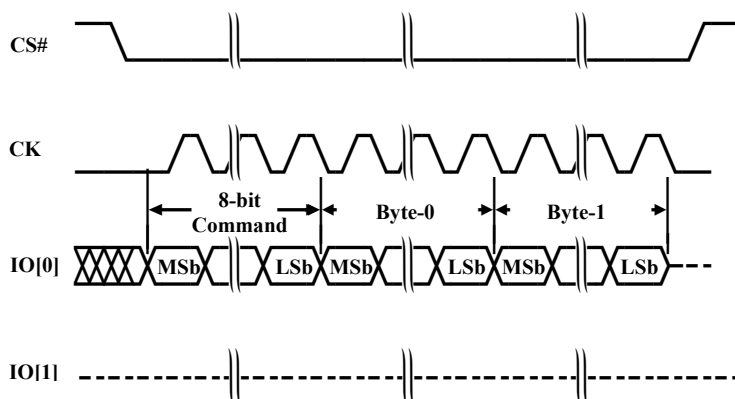 CS#
CK
8-bit
Command
Byte-0
Byte-1
IO[0]
MSb
LSb
MSb
LSb
MSb
LSb
IO[1]